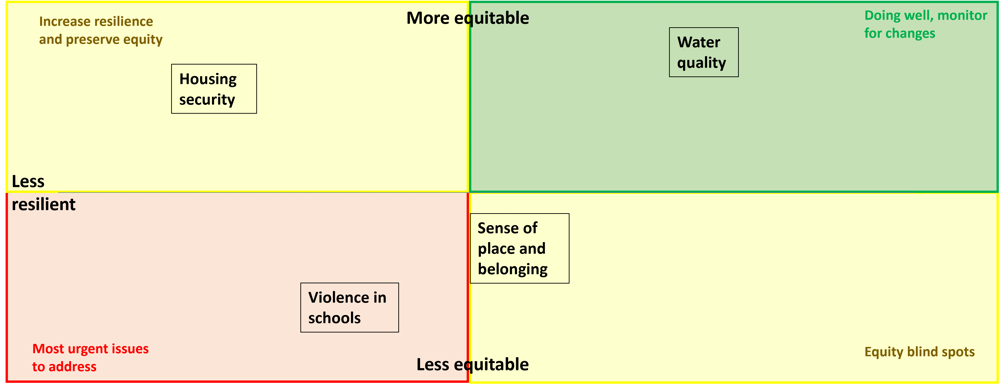 Increase resilience
and preserve equity
More equitable
Doing well, monitor
for changes
Water
quality
Housing
security
Less
resilient
Sense of
place and
belonging
Violence in
schools
Most urgent issues
to address
Less equitable
Equity blind spots